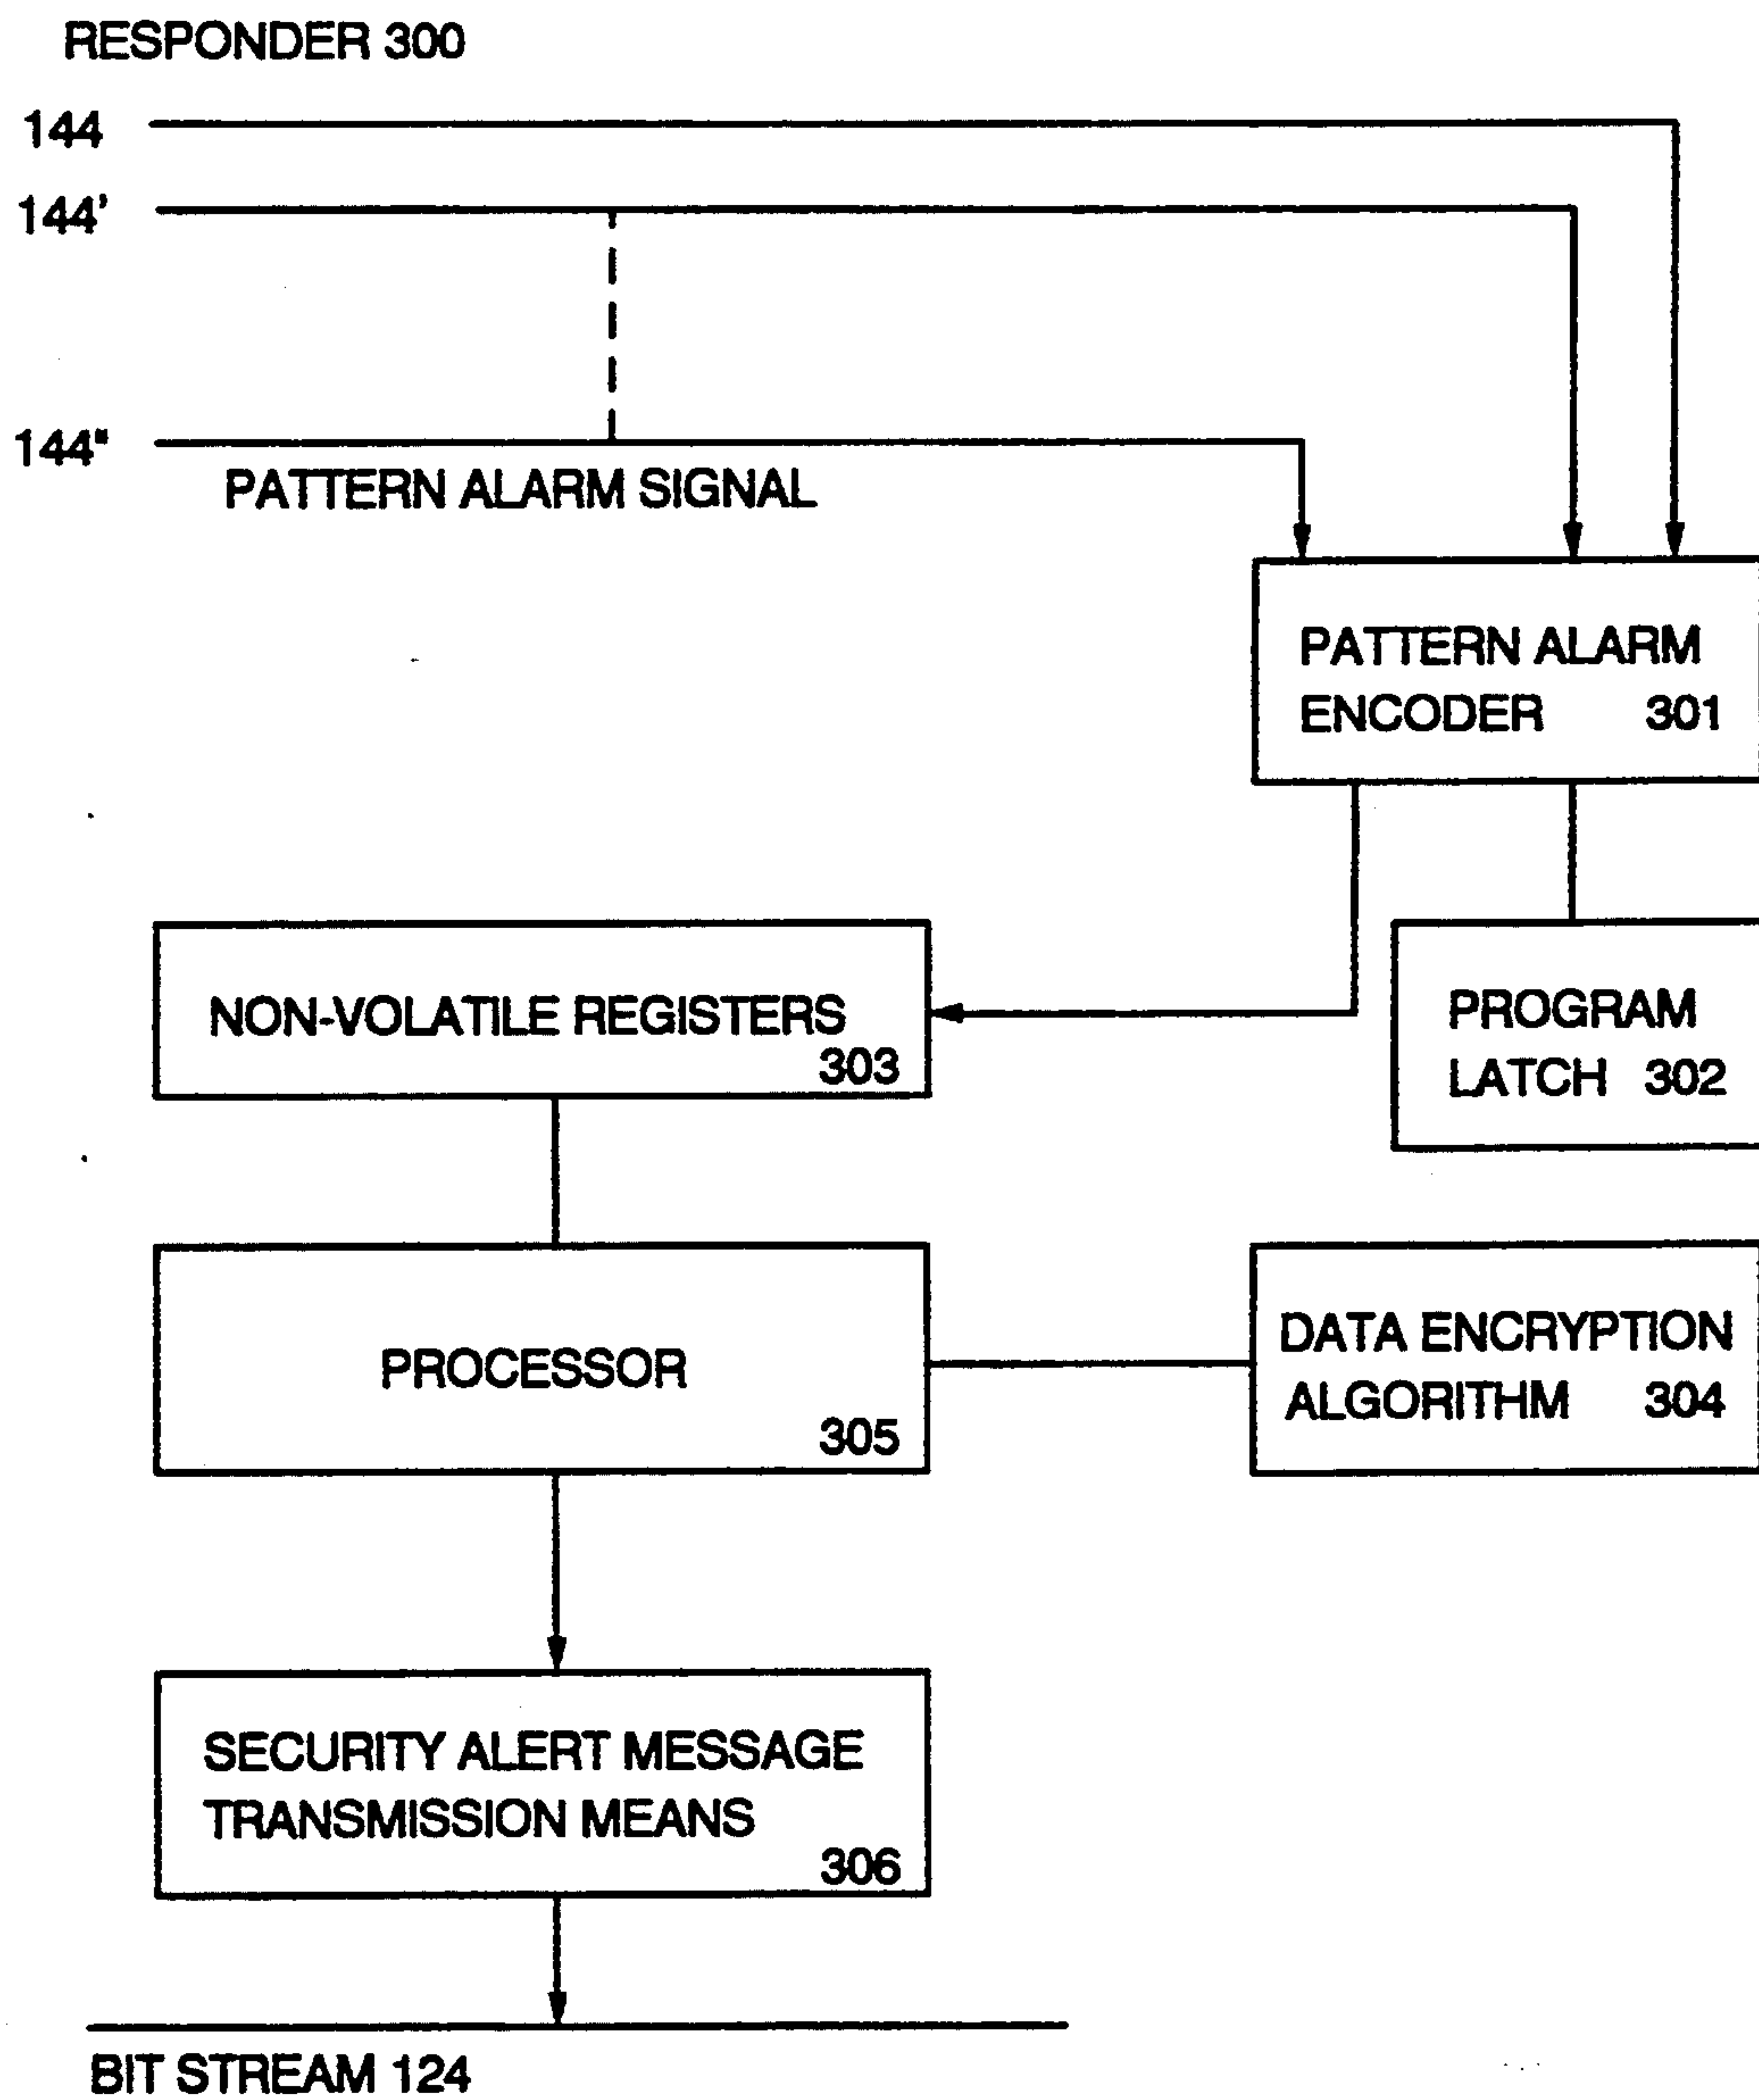 RESPONDER 300
144
144'
144"
PATTERN ALARM SIGNAL
PATTERN ALARM
ENCODER 301
NON-VOLATILE REGISTERS
303
PROGRAM
LATCH 302
PROCESSOR
305
DATA ENCRYPTION
ALGORITHM 304
SECURITY ALERT MESSAGE
TRANSMISSION MEANS
306
BIT STREAM 124